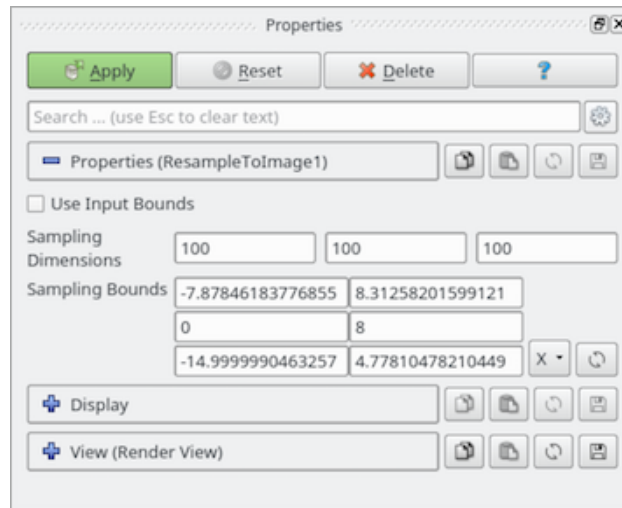 Properties
Apply Reset Delete ?
Search ... (use Esc to clear text)
Properties (ResampleToImage1)
Use Input Bounds
Sampling
Dimensions 100 100 100
Sampling Bounds -7.87846183776855 8.31258201599121
0 8
-14.9999990463257 4.77810478210449 X
Display
View (Render View)